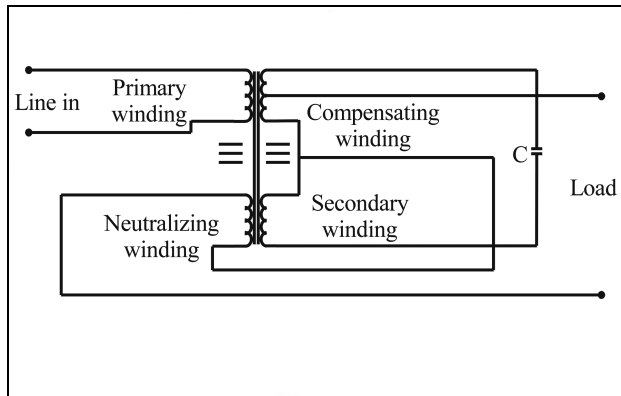 Line in
Primary
winding
Compensating
winding
C
Load
Neutralizing
winding
Secondary
winding